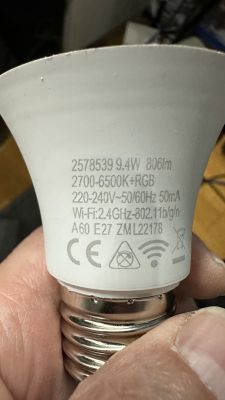 2578539 9.4W 806lm
2700-6500K+RGB
220-240V~50/60Hz 50mA
Wi-Fi:2.4GHz-802.11b/g/n
A60 E27 ZML22178
CE